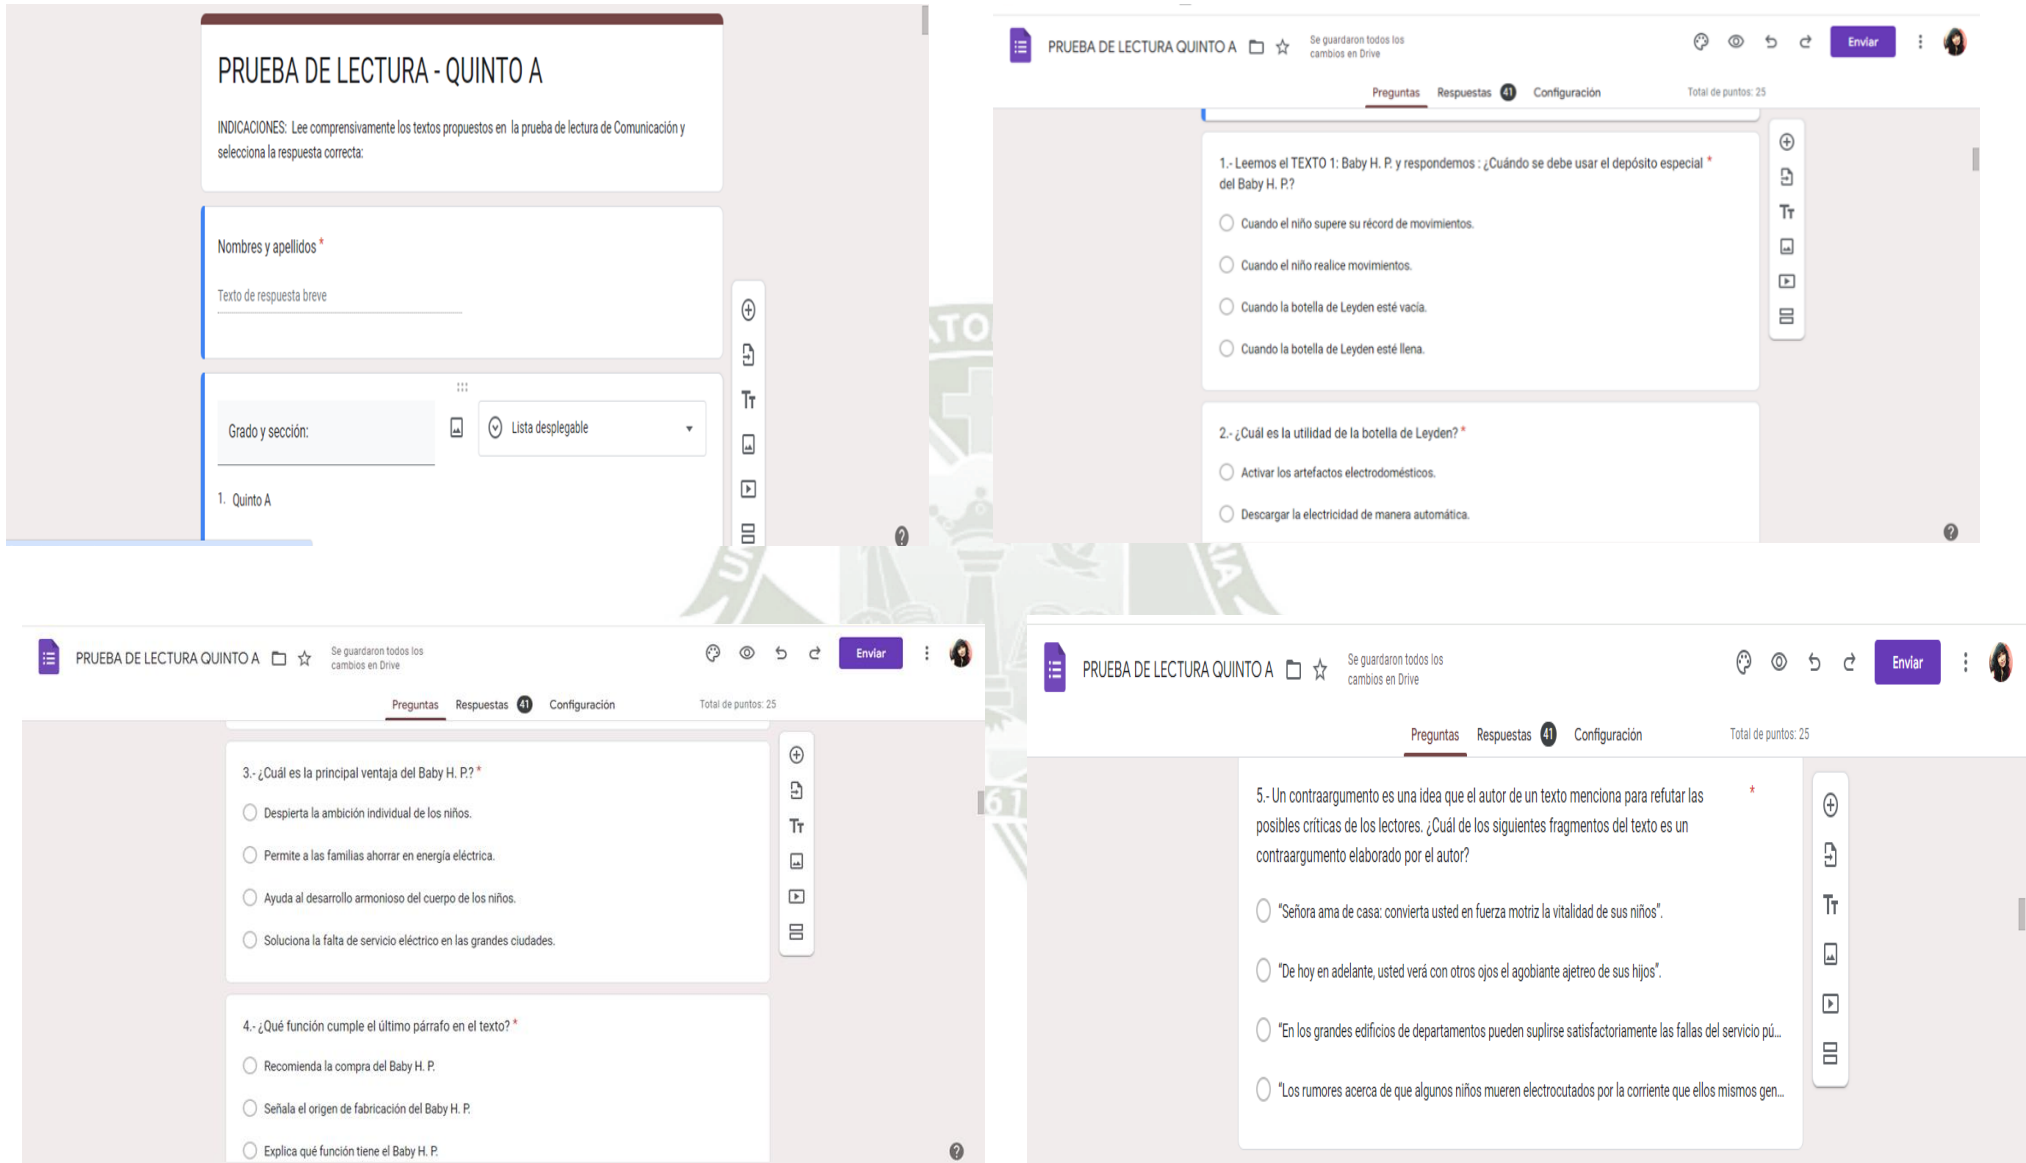 PRUEBA DE LECTURA - QUINTO A
INDICACIONES: Lee comprensivamente los textos propuestos en la prueba de lectura de Comunicación y
selecciona la respuesta correcta:
Nombres y apellidos *
Texto de respuesta breve
Grado y sección:
Lista desplegable
1. Quinto A
PRUEBA DE LECTURA QUINTO A
Se guardaron todos los
cambios en Drive
Enviar
Preguntas
Respuestas 41
Configuración
Total de puntos: 25
1.- Leemos el TEXTO 1: Baby H. P. y respondemos : ¿Cuándo se debe usar el depósito especial *
del Baby H. P.?
Cuando el niño supere su récord de movimientos.
Cuando el niño realice movimientos.
Cuando la botella de Leyden esté vacía.
Cuando la botella de Leyden esté llena.
2.- ¿Cuál es la utilidad de la botella de Leyden? *
Activar los artefactos electrodomésticos.
Descargar la electricidad de manera automática.
PRUEBA DE LECTURA QUINTO A
Se guardaron todos los
cambios en Drive
Enviar
Preguntas
Respuestas 41
Configuración
Total de puntos: 25
3.- ¿Cuál es la principal ventaja del Baby H. P.? *
Despierta la ambición individual de los niños.
Permite a las familias ahorrar en energía eléctrica.
Ayuda al desarrollo armonioso del cuerpo de los niños.
Soluciona la falta de servicio eléctrico en las grandes ciudades.
4.- ¿Qué función cumple el último párrafo en el texto? *
Recomienda la compra del Baby H. P.
Señala el origen de fabricación del Baby H. P.
Explica qué función tiene el Baby H. P.
PRUEBA DE LECTURA QUINTO A
Se guardaron todos los
cambios en Drive
Enviar
Preguntas
Respuestas 41
Configuración
Total de puntos: 25
5.- Un contraargumento es una idea que el autor de un texto menciona para refutar las *
posibles críticas de los lectores. ¿Cuál de los siguientes fragmentos del texto es un
contraargumento elaborado por el autor?
"Señora ama de casa: convierta usted en fuerza motriz la vitalidad de sus niños".
"De hoy en adelante, usted verá con otros ojos el agobiante ajetreo de sus hijos".
"En los grandes edificios de departamentos pueden suplirse satisfactoriamente las fallas del servicio pú...
"Los rumores acerca de que algunos niños mueren electrocutados por la corriente que ellos mismos gen...